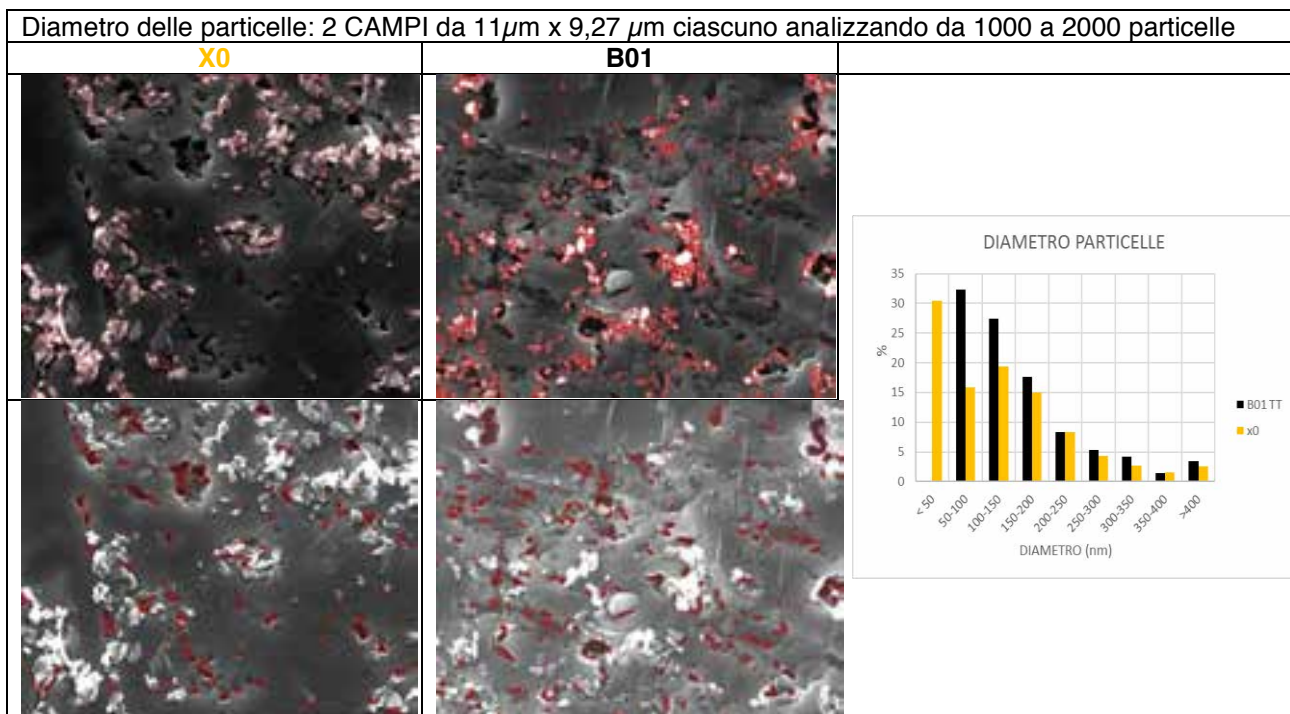 Diametro delle particelle: 2 CAMPI da 11µm x 9,27 µm ciascuno analizzando da 1000 a 2000 particelle
X0
B01
DIAMETRO PARTICELLE
35
30
25
20
15
10
5
0
%
< 50
50-100
100-150
150-200
200-250
250-300
300-350
350-400
>400
DIAMETRO (nm)
B01 TT
x0